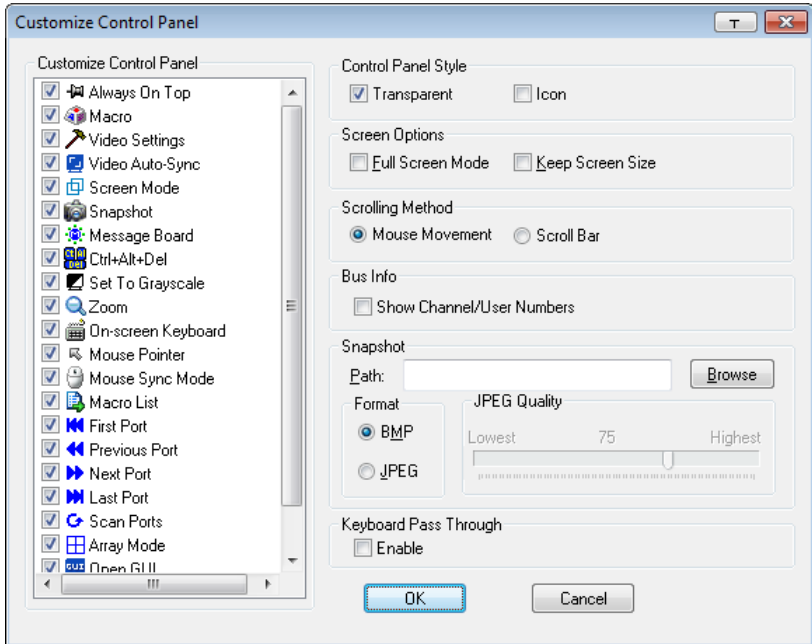 Customize Control Panel
T
Customize Control Panel
Always On Top
Macro
Video Settings
Video Auto-Sync
Screen Mode
Snapshot
Message Board
Ctrl+Alt+Del
Set To Grayscale
Zoom
On-screen Keyboard
Mouse Pointer
Mouse Sync Mode
Macro List
First Port
Previous Port
Next Port
Last Port
Scan Ports
Array Mode
GUI Open GUI
Control Panel Style
Transparent Icon
Screen Options
Full Screen Mode Keep Screen Size
Scrolling Method
Mouse Movement Scroll Bar
Bus Info
Show Channel/User Numbers
Snapshot
Path: Browse
Format
BMP
JPEG
JPEG Quality
Lowest 75 Highest
Keyboard Pass Through
Enable
OK Cancel